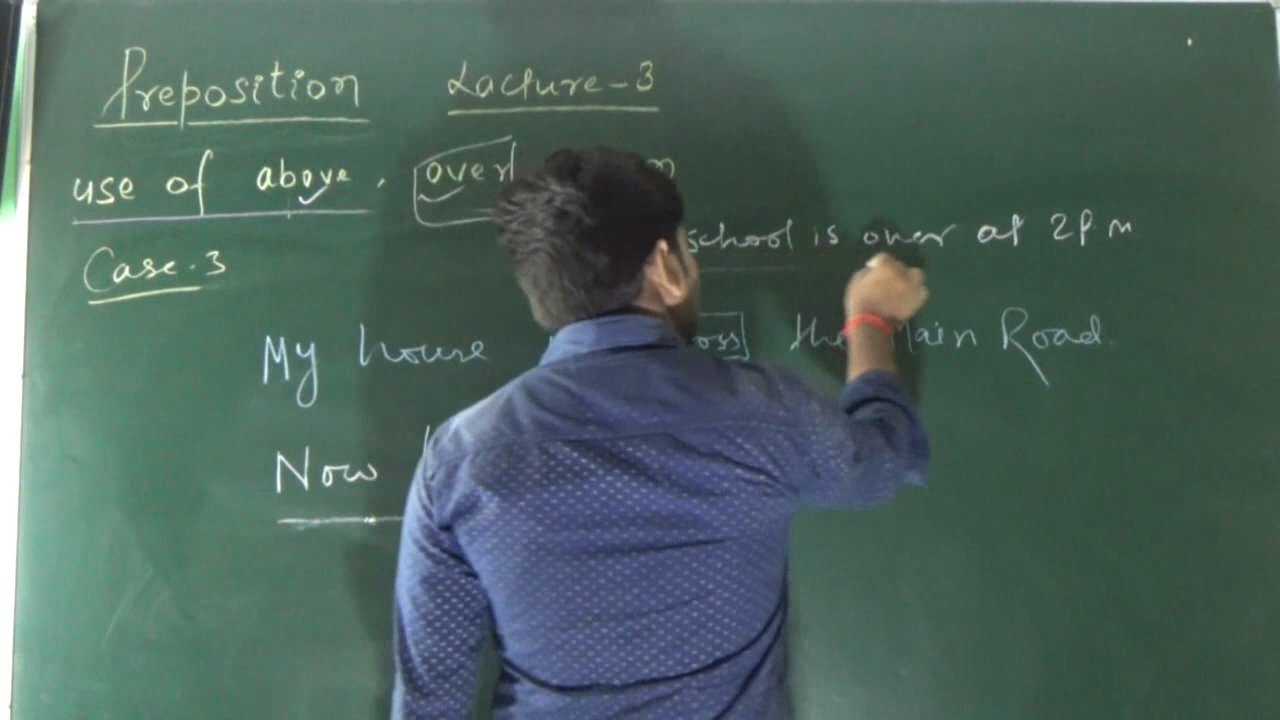 Preposition Lacture-3
use of above, over
Case.3
school is over at 2 P.M
My house the Main Road.
Now